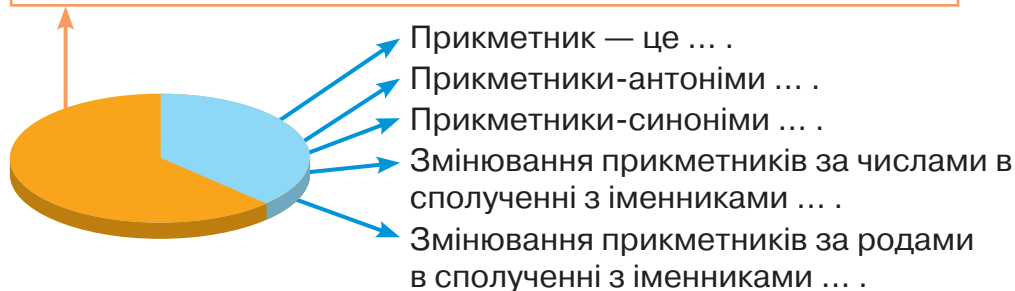 Прикметник — це ... .
Прикметники-антоніми ... .
Прикметники-синоніми ... .
Змінювання прикметників за числами в
сполученні з іменниками ... .
Змінювання прикметників за родами
в сполученні з іменниками ... .